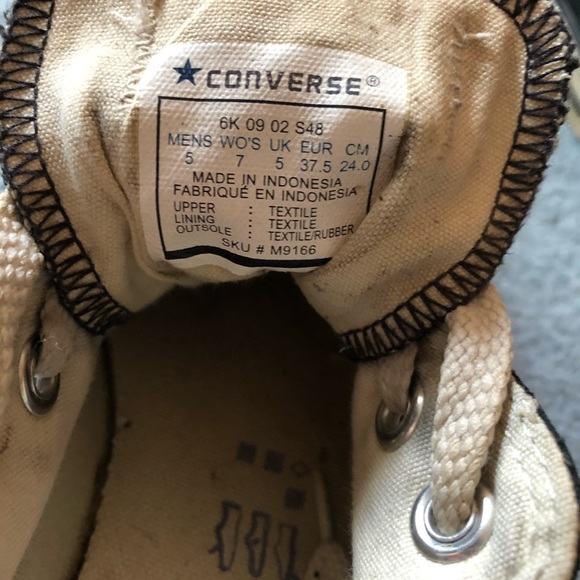 ★CONVERSE®
6K 09 02 S48
MENS WO'S UK EUR CM
5 7 5 37.5 24.0
MADE IN INDONESIA
FABRIQUÉ EN INDONESIA
UPPER : TEXTILE
LINING : TEXTILE
OUTSOLE : TEXTILE/RUBBER
SKU # M9166